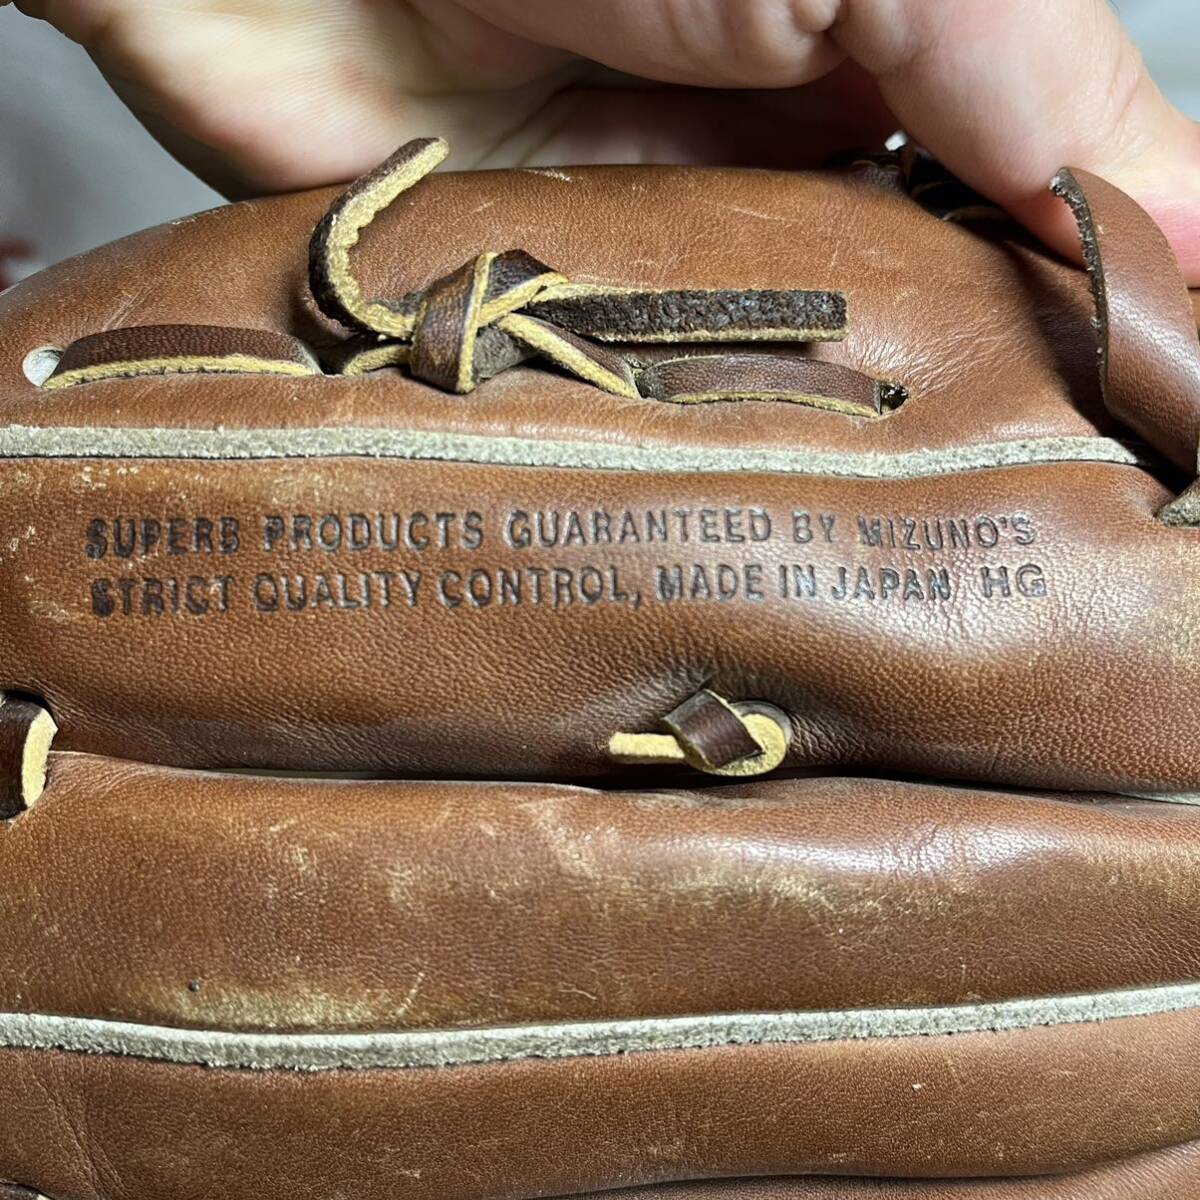 SUPERB PRODUCTS GUARANTEED BY MIZUNO'S
STRICT QUALITY CONTROL, MADE IN JAPAN HG